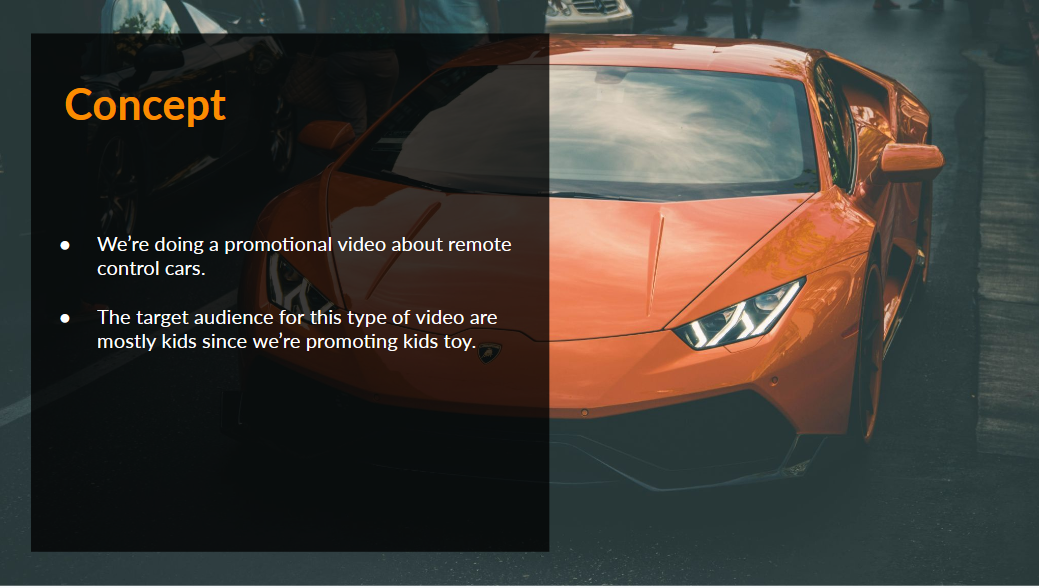 Concept
● We're doing a promotional video about remote
control cars.
● The target audience for this type of video are
mostly kids since we're promoting kids toy.